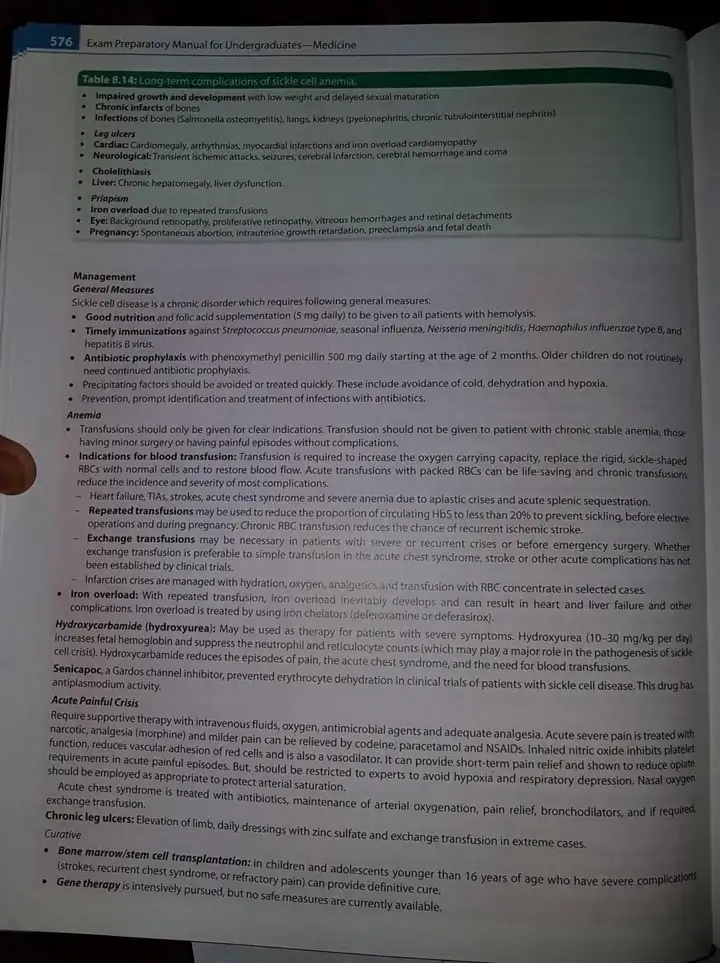 576 Exam Preparatory Manual for Undergraduates—Medicine
Table 8.14: Long-term complications of sickle cell anemia.
• Impaired growth and development with low weight and delayed sexual maturation
• Chronic infarcts of bones
• Infections of bones (Salmonella osteomyelitis), lungs, kidneys (pyelonephritis, chronic tubulointerstitial nephritis)
• Leg ulcers
• Cardiac: Cardiomegaly, arrhythmias, myocardial infarctions and iron overload cardiomyopathy
• Neurological: Transient ischemic attacks, seizures, cerebral infarction, cerebral hemorrhage and coma
• Cholelithiasis
• Liver: Chronic hepatomegaly, liver dysfunction.
• Priapism
• Iron overload due to repeated transfusions
• Eye: Background retinopathy, proliferative retinopathy, vitreous hemorrhages and retinal detachments
• Pregnancy: Spontaneous abortion, intrauterine growth retardation, preeclampsia and fetal death
Management
General Measures
Sickle cell disease is a chronic disorder which requires following general measures:
• Good nutrition and folic acid supplementation (5 mg daily) to be given to all patients with hemolysis.
• Timely immunizations against Streptococcus pneumoniae, seasonal influenza, Neisseria meningitidis, Haemophilus influenzae type B, and
hepatitis B virus.
• Antibiotic prophylaxis with phenoxymethyl penicillin 500 mg daily starting at the age of 2 months. Older children do not routinely
need continued antibiotic prophylaxis.
• Precipitating factors should be avoided or treated quickly. These include avoidance of cold, dehydration and hypoxia.
• Prevention, prompt identification and treatment of infections with antibiotics.
Anemia
• Transfusions should only be given for clear indications. Transfusion should not be given to patient with chronic stable anemia, those
having minor surgery or having painful episodes without complications.
• Indications for blood transfusion: Transfusion is required to increase the oxygen carrying capacity, replace the rigid, sickle-shaped
RBCs with normal cells and to restore blood flow. Acute transfusions with packed RBCs can be life-saving and chronic transfusions
reduce the incidence and severity of most complications.
– Heart failure, TIAs, strokes, acute chest syndrome and severe anemia due to aplastic crises and acute splenic sequestration.
– Repeated transfusions may be used to reduce the proportion of circulating HbS to less than 20% to prevent sickling, before elective
operations and during pregnancy. Chronic RBC transfusion reduces the chance of recurrent ischemic stroke.
– Exchange transfusions may be necessary in patients with severe or recurrent crises or before emergency surgery. Whether
exchange transfusion is preferable to simple transfusion in the acute chest syndrome, stroke or other acute complications has not
been established by clinical trials.
– Infarction crises are managed with hydration, oxygen, analgesics and transfusion with RBC concentrate in selected cases.
• Iron overload: With repeated transfusion, iron overload inevitably develops and can result in heart and liver failure and other
complications. Iron overload is treated by using iron chelators (deferoxamine or deferasirox).
Hydroxycarbamide (hydroxyurea): May be used as therapy for patients with severe symptoms. Hydroxyurea (10–30 mg/kg per day)
increases fetal hemoglobin and suppress the neutrophil and reticulocyte counts (which may play a major role in the pathogenesis of sickle
cell crisis). Hydroxycarbamide reduces the episodes of pain, the acute chest syndrome, and the need for blood transfusions.
Senicapoc, a Gardos channel inhibitor, prevented erythrocyte dehydration in clinical trials of patients with sickle cell disease. This drug has
antiplasmodium activity.
Acute Painful Crisis
Require supportive therapy with intravenous fluids, oxygen, antimicrobial agents and adequate analgesia. Acute severe pain is treated with
narcotic, analgesia (morphine) and milder pain can be relieved by codeine, paracetamol and NSAIDs. Inhaled nitric oxide inhibits platelet
function, reduces vascular adhesion of red cells and is also a vasodilator. It can provide short-term pain relief and shown to reduce opiate
requirements in acute painful episodes. But, should be restricted to experts to avoid hypoxia and respiratory depression. Nasal oxygen
should be employed as appropriate to protect arterial saturation.
Acute chest syndrome is treated with antibiotics, maintenance of arterial oxygenation, pain relief, bronchodilators, and if required,
exchange transfusion.
Chronic leg ulcers: Elevation of limb, daily dressings with zinc sulfate and exchange transfusion in extreme cases.
Curative
• Bone marrow/stem cell transplantation: in children and adolescents younger than 16 years of age who have severe complications
(strokes, recurrent chest syndrome, or refractory pain) can provide definitive cure.
• Gene therapy is intensively pursued, but no safe measures are currently available.